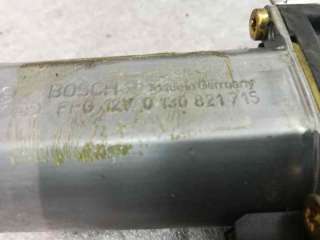 BOSCH Made in Germany
FPG 12V 0 130 821 715